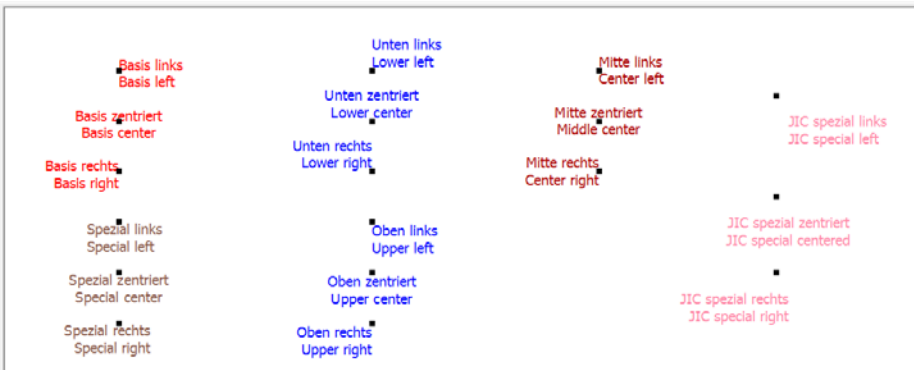 Basis links
Basis left
Basis zentriert
Basis center
Basis rechts
Basis right
Spezial links
Special left
Spezial zentriert
Special center
Spezial rechts
Special right
Unten links
Lower left
Unten zentriert
Lower center
Unten rechts
Lower right
Oben links
Upper left
Oben zentriert
Upper center
Oben rechts
Upper right
Mitte links
Center left
Mitte zentriert
Middle center
Mitte rechts
Center right
JIC spezial links
JIC special left
JIC spezial zentriert
JIC special centered
JIC spezial rechts
JIC special right